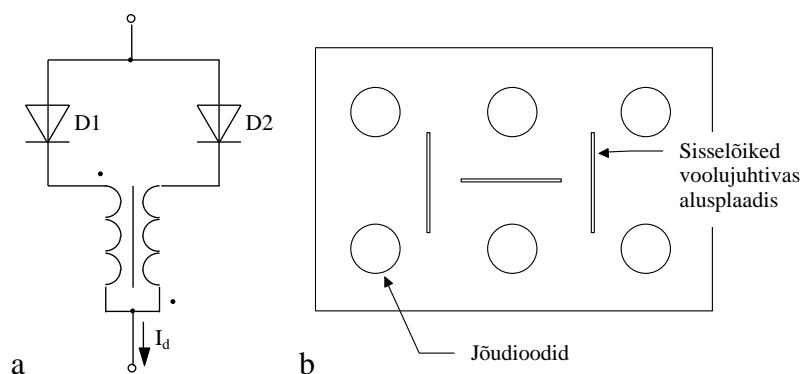 D1
D2
I_d
a
Sisselõiked
voolujuhtivas
alusplaadis
Jõudioodid
b